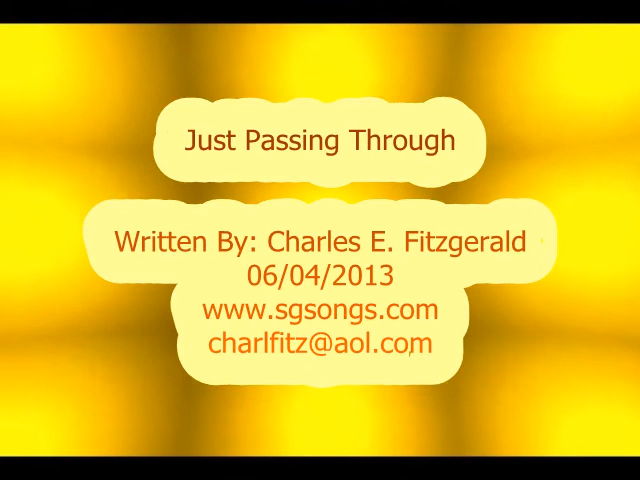 Just Passing Through
Written By: Charles E. Fitzgerald
06/04/2013
www.sgsongs.com
charlfitz@aol.com